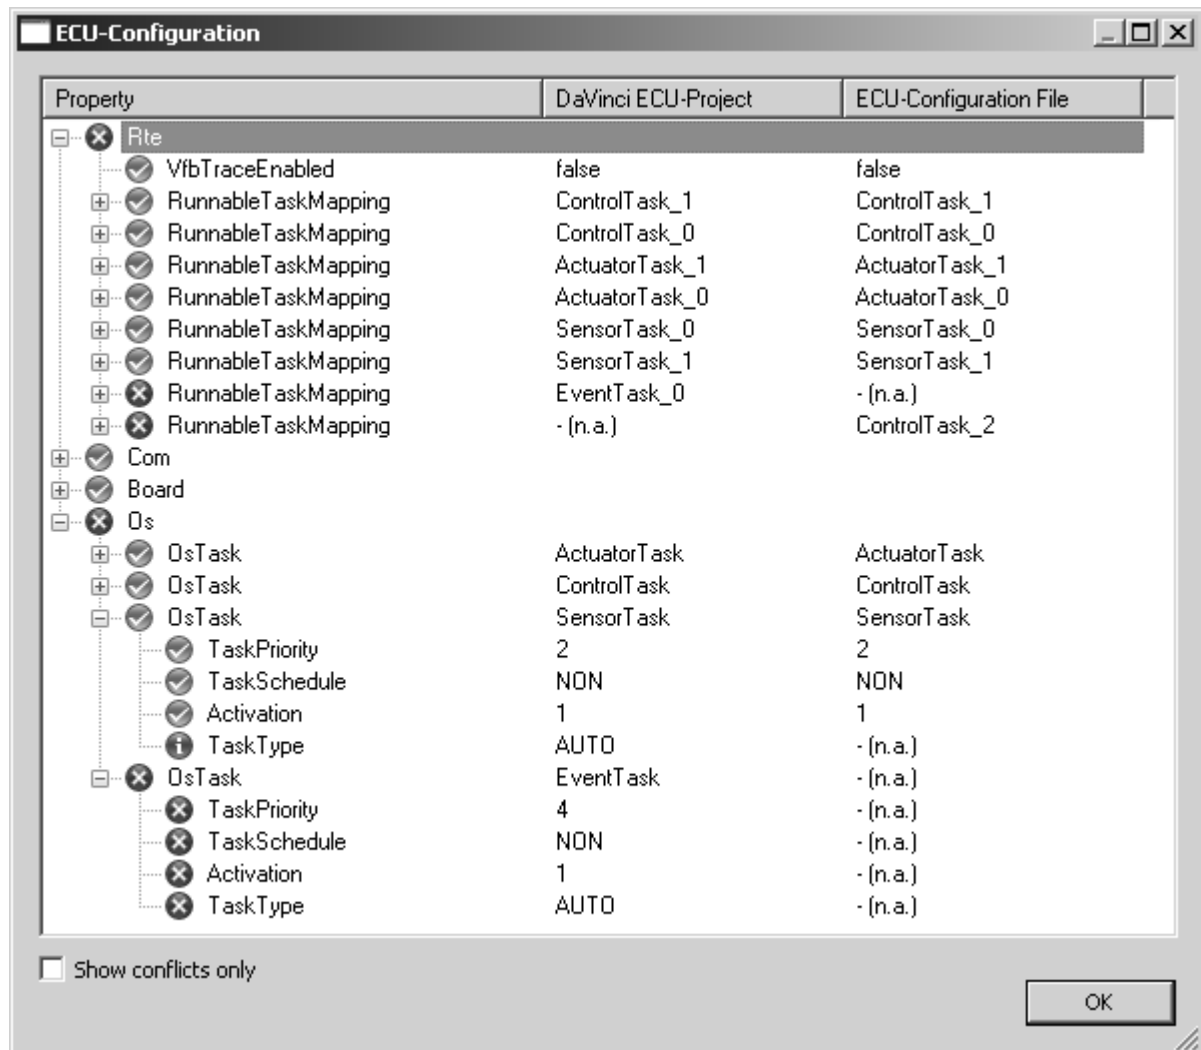 ECU-Configuration
Property DaVinci ECU-Project ECU-Configuration File
Rte
VfbTraceEnabled false false
RunnableTaskMapping ControlTask_1 ControlTask_1
RunnableTaskMapping ControlTask_0 ControlTask_0
RunnableTaskMapping ActuatorTask_1 ActuatorTask_1
RunnableTaskMapping ActuatorTask_0 ActuatorTask_0
RunnableTaskMapping SensorTask_0 SensorTask_0
RunnableTaskMapping SensorTask_1 SensorTask_1
RunnableTaskMapping EventTask_0 - (n.a.)
RunnableTaskMapping - (n.a.) ControlTask_2
Com
Board
Os
OsTask ActuatorTask ActuatorTask
OsTask ControlTask ControlTask
OsTask SensorTask SensorTask
TaskPriority 2 2
TaskSchedule NON NON
Activation 1 1
TaskType AUTO - (n.a.)
OsTask EventTask - (n.a.)
TaskPriority 4 - (n.a.)
TaskSchedule NON - (n.a.)
Activation 1 - (n.a.)
TaskType AUTO - (n.a.)
Show conflicts only
OK